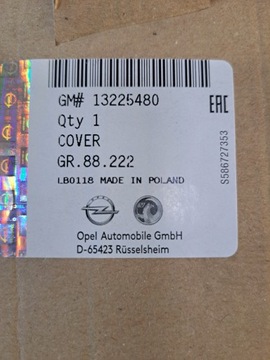 GM# 13225480
Qty 1
COVER
GR.88.222
LB0118 MADE IN POLAND
Opel Automobile GmbH
D-65423 Rüsselsheim
EAC
S586727353